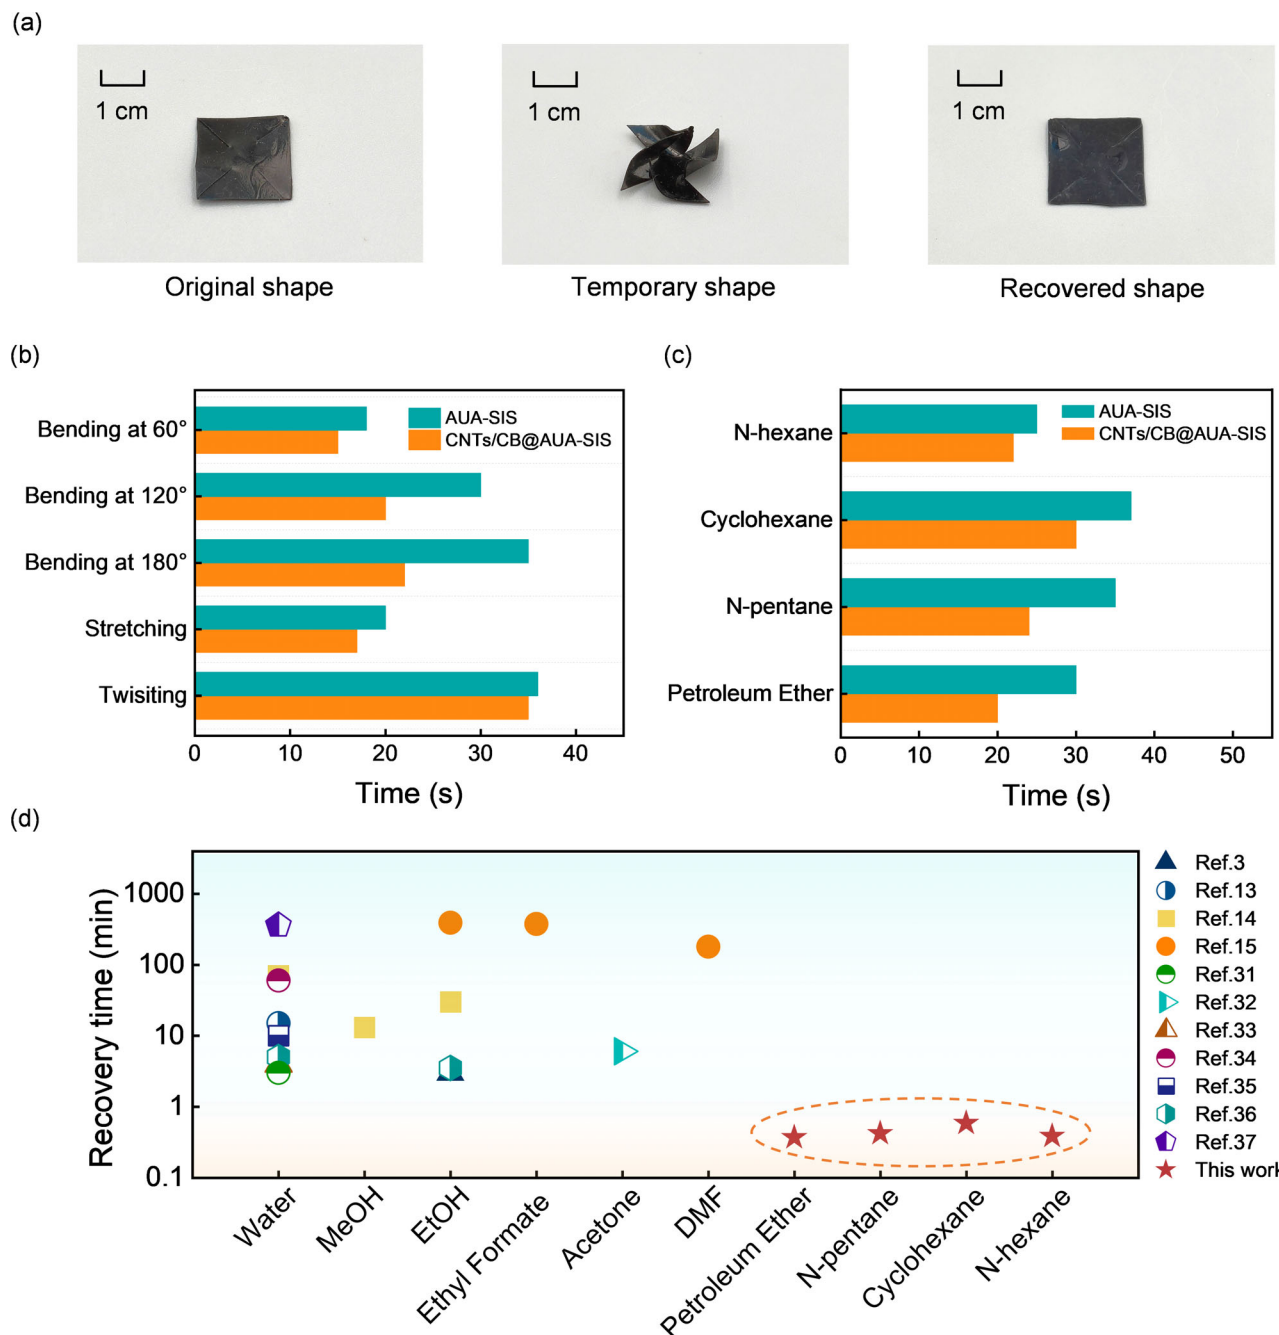 (a)
1 cm
1 cm
1 cm
Original shape
Temporary shape
Recovered shape
(b)
Bending at 60°
Bending at 120°
Bending at 180°
Stretching
Twisiting
AUA-SIS
CNTs/CB@AUA-SIS
0 10 20 30 40
Time (s)
(c)
N-hexane
Cyclohexane
N-pentane
Petroleum Ether
AUA-SIS
CNTs/CB@AUA-SIS
0 10 20 30 40 50
Time (s)
(d)
Recovery time (min)
1000
100
10
1
0.1
Water
MeOH
EtOH
Ethyl Formate
Acetone
DMF
Petroleum Ether
N-pentane
Cyclohexane
N-hexane
Ref.3
Ref.13
Ref.14
Ref.15
Ref.31
Ref.32
Ref.33
Ref.34
Ref.35
Ref.36
Ref.37
This work